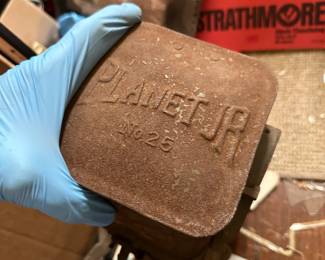 STRATHMORE
PLANET JR
No 25